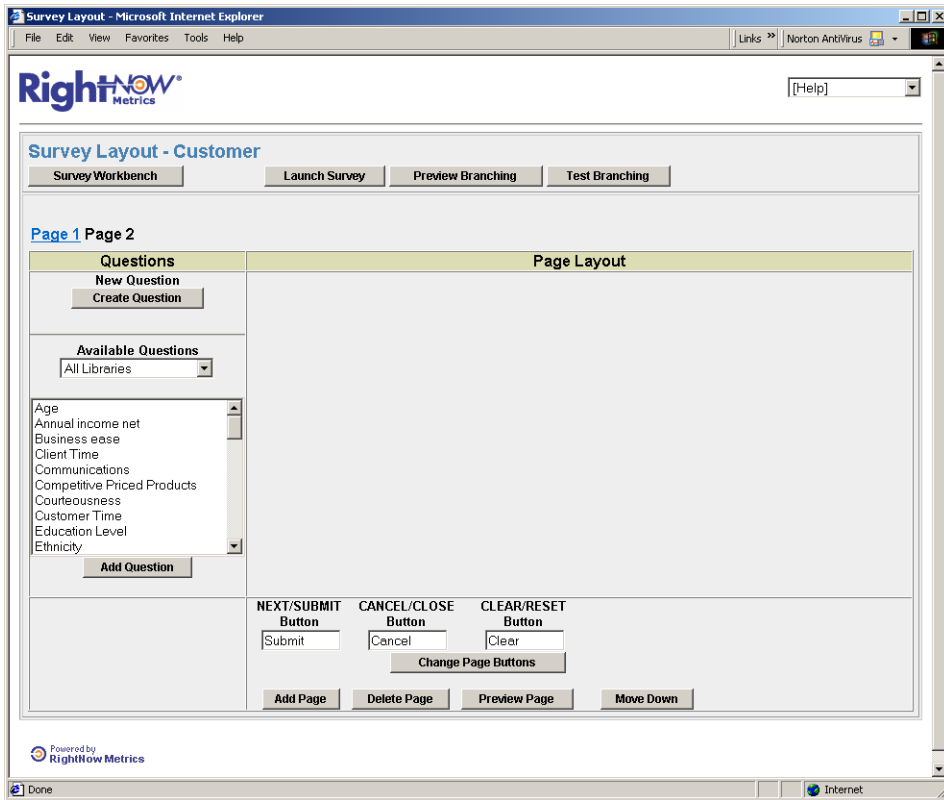 Survey Layout - Microsoft Internet Explorer
File Edit View Favorites Tools Help Links » Norton AntiVirus
RightNOW®
Metrics
[Help]
Survey Layout - Customer
Survey Workbench Launch Survey Preview Branching Test Branching
Page 1 Page 2
Questions Page Layout
New Question
Create Question
Available Questions
All Libraries
Age
Annual income net
Business ease
Client Time
Communications
Competitive Priced Products
Courteousness
Customer Time
Education Level
Ethnicity
Add Question
NEXT/SUBMIT CANCEL/CLOSE CLEAR/RESET
Button Button Button
Submit Cancel Clear
Change Page Buttons
Add Page Delete Page Preview Page Move Down
Powered by
RightNow Metrics
Done Internet